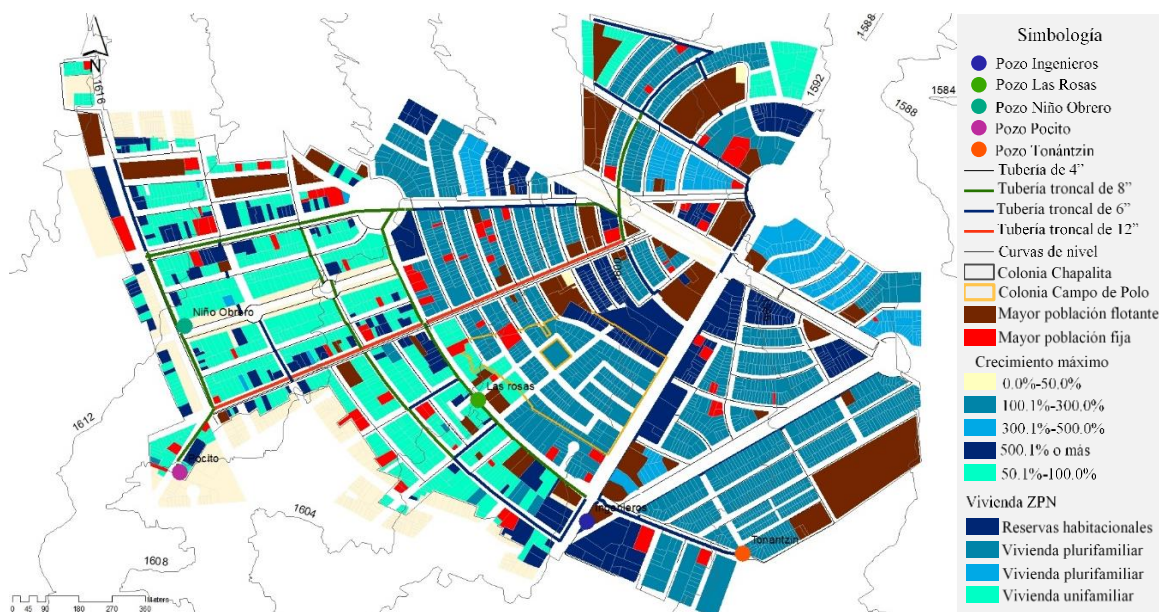 1588
1592
1584
1588
N
1616
Niño Obrero
Las rosas
1612
Pocito
Ingenieros
Tonántzin
1604
1608
0 45 90 180 270 360
Meters
Simbología
Pozo Ingenieros
Pozo Las Rosas
Pozo Niño Obrero
Pozo Pocito
Pozo Tonántzin
Tubería de 4”
Tubería troncal de 8”
Tubería troncal de 6”
Tubería troncal de 12”
Curvas de nivel
Colonia Chapalita
Colonia Campo de Polo
Mayor población flotante
Mayor población fija
Crecimiento máximo
0.0%-50.0%
100.1%-300.0%
300.1%-500.0%
500.1% o más
50.1%-100.0%
Vivienda ZPN
Reservas habitacionales
Vivienda plurifamiliar
Vivienda plurifamiliar
Vivienda unifamiliar